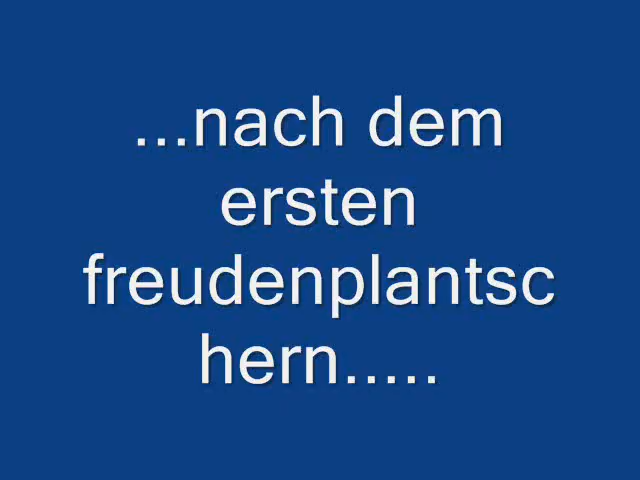 ...nach dem
ersten
freudenplantsc
hern.....